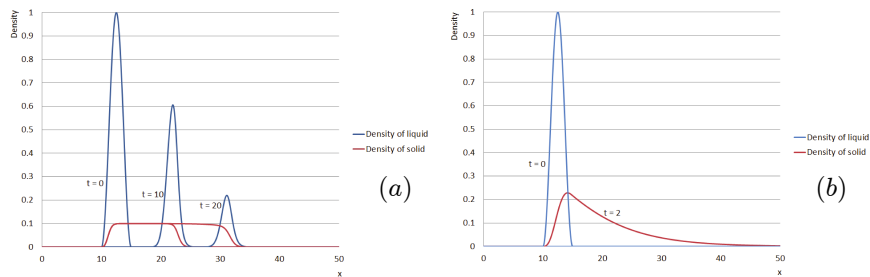 Density
1
0.9
0.8
0.7
0.6
0.5
0.4
0.3
0.2
0.1
0
t = 0
t = 10
t = 20
0 10 20 30 40 50
x
Density of liquid
Density of solid
(a)
Density
1
0.9
0.8
0.7
0.6
0.5
0.4
0.3
0.2
0.1
0
t = 0
t = 2
0 10 20 30 40 50
x
Density of liquid
Density of solid
(b)